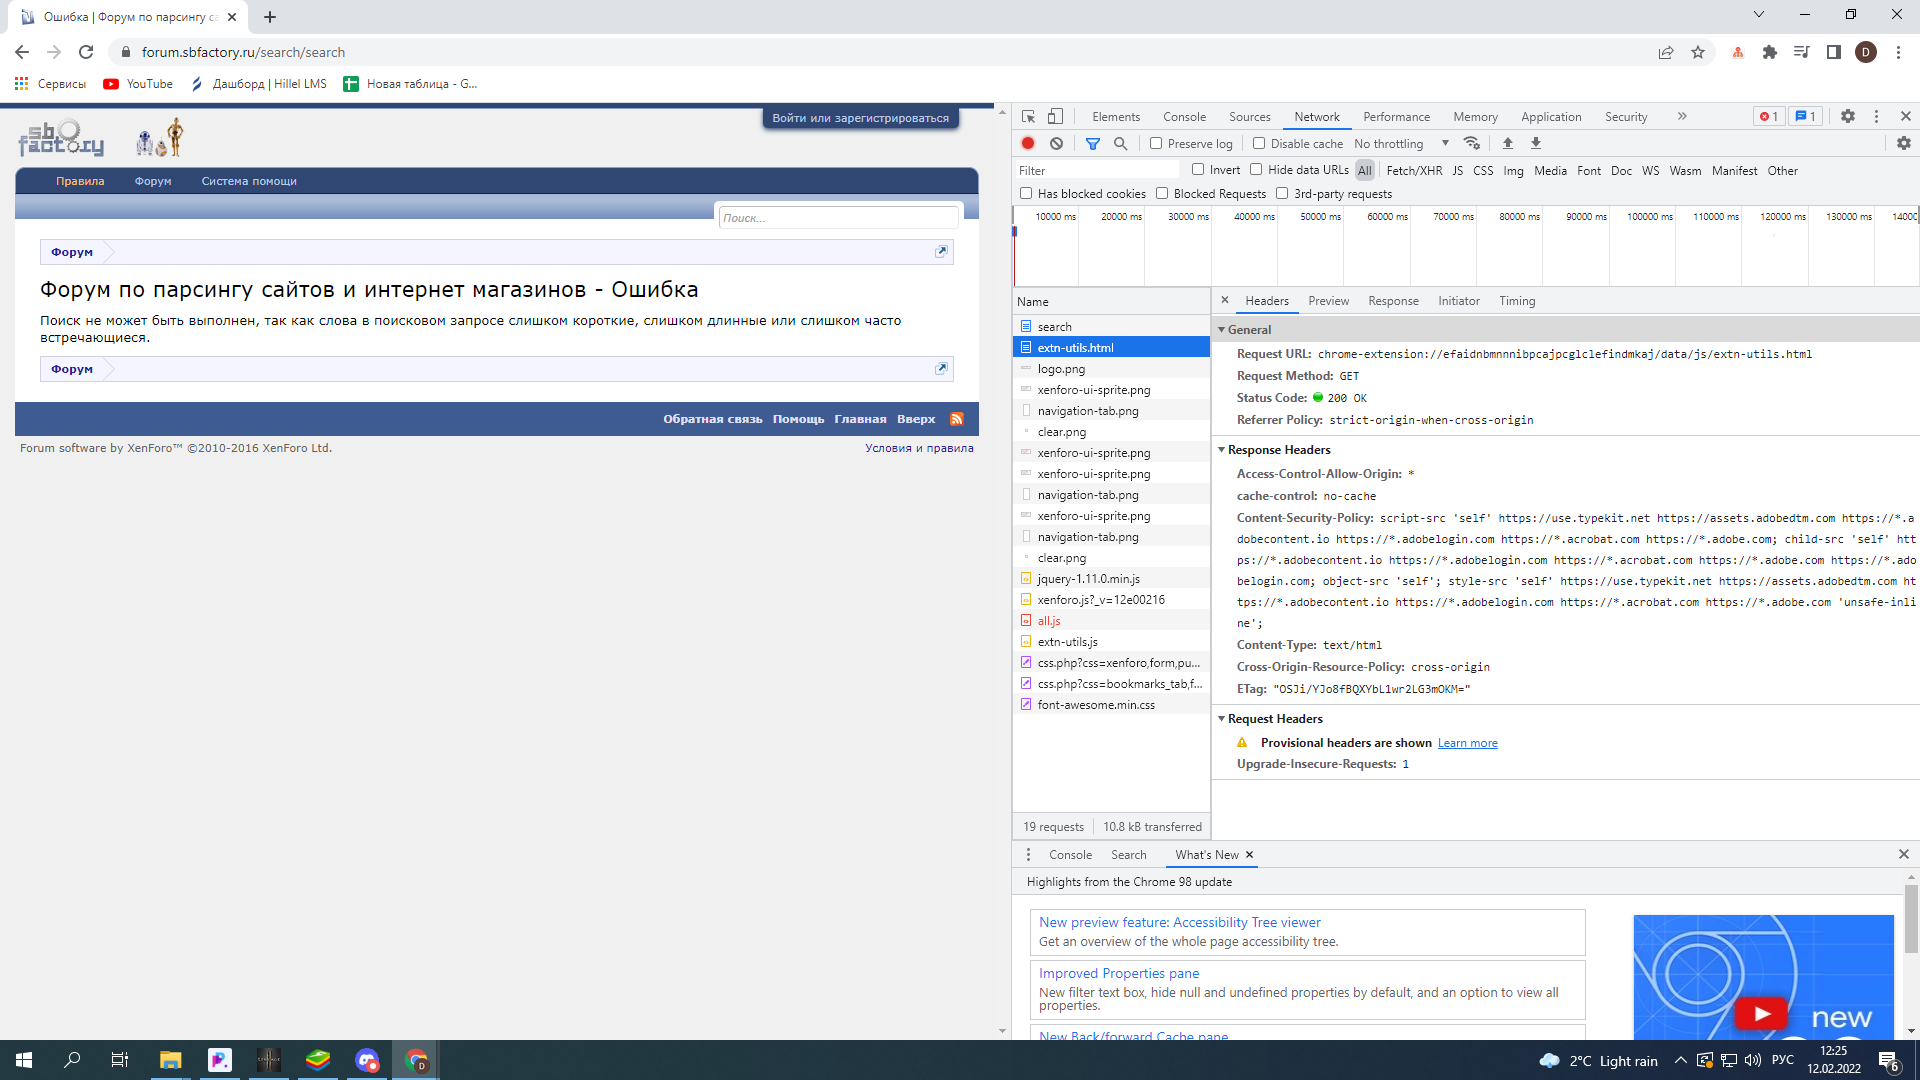 Ошибка | Форум по парсингу са
forum.sbfactory.ru/search/search
D
Сервисы
YouTube
Дашборд | Hillel LMS
Новая таблица - G...
Войти или зарегистрироваться
sb factory
Правила
Форум
Система помощи
Поиск...
Форум
Форум по парсингу сайтов и интернет магазинов - Ошибка
Поиск не может быть выполнен, так как слова в поисковом запросе слишком короткие, слишком длинные или слишком часто
встречающиеся.
Форум
Обратная связь Помощь Главная Вверх
Forum software by XenForo™ ©2010-2016 XenForo Ltd.
Условия и правила
Elements Console Sources Network Performance Memory Application Security » 1 1
Preserve log Disable cache No throttling
Filter Invert Hide data URLs All Fetch/XHR JS CSS Img Media Font Doc WS Wasm Manifest Other
Has blocked cookies Blocked Requests 3rd-party requests
10000 ms 20000 ms 30000 ms 40000 ms 50000 ms 60000 ms 70000 ms 80000 ms 90000 ms 100000 ms 110000 ms 120000 ms 130000 ms 14000
Name
search
extn-utils.html
logo.png
xenforo-ui-sprite.png
navigation-tab.png
clear.png
xenforo-ui-sprite.png
xenforo-ui-sprite.png
navigation-tab.png
xenforo-ui-sprite.png
navigation-tab.png
clear.png
jquery-1.11.0.min.js
xenforo.js?_v=12e00216
all.js
extn-utils.js
css.php?css=xenforo,form,pu...
css.php?css=bookmarks_tab,f...
font-awesome.min.css
19 requests 10.8 kB transferred
Headers Preview Response Initiator Timing
General
Request URL: chrome-extension://efaidnbmnnnibpcajpcglclefindmkaj/data/js/extn-utils.html
Request Method: GET
Status Code: 200 OK
Referrer Policy: strict-origin-when-cross-origin
Response Headers
Access-Control-Allow-Origin: *
cache-control: no-cache
Content-Security-Policy: script-src 'self' https://use.typekit.net https://assets.adobedtm.com https://*.a
dobecontent.io https://*.adobelogin.com https://*.acrobat.com https://*.adobe.com; child-src 'self' htt
ps://*.adobecontent.io https://*.adobelogin.com https://*.acrobat.com https://*.adobe.com https://*.ado
belogin.com; object-src 'self'; style-src 'self' https://use.typekit.net https://assets.adobedtm.com ht
tps://*.adobecontent.io https://*.adobelogin.com https://*.acrobat.com https://*.adobe.com 'unsafe-inli
ne';
Content-Type: text/html
Cross-Origin-Resource-Policy: cross-origin
ETag: "OSJi/YJo8fBQXYbL1wr2LG3mOKM="
Request Headers
Provisional headers are shown Learn more
Upgrade-Insecure-Requests: 1
Console Search What's New
Highlights from the Chrome 98 update
New preview feature: Accessibility Tree viewer
Get an overview of the whole page accessibility tree.
Improved Properties pane
New filter text box, hide null and undefined properties by default, and an option to view all
properties.
New Back/forward Cache pane
new
2°C Light rain
РУС
12:25
12.02.2022
6